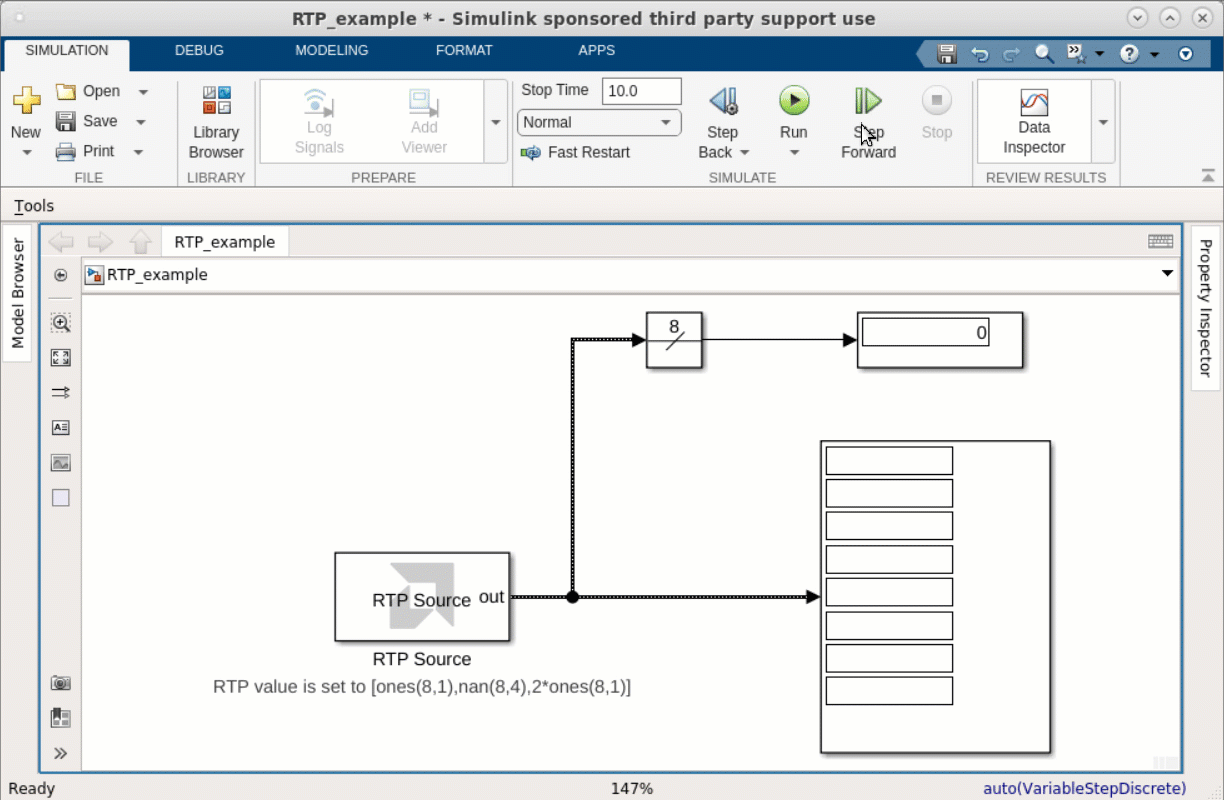 RTP_example * - Simulink sponsored third party support use
SIMULATION DEBUG MODELING FORMAT APPS
New
Open
Save
Print
FILE
Library
Browser
LIBRARY
Log
Signals
Add
Viewer
PREPARE
Stop Time 10.0
Normal
Fast Restart
Step
Back
Run
Step
Forward
Stop
SIMULATE
Data
Inspector
REVIEW RESULTS
Tools
Model Browser
RTP_example
RTP_example
Property Inspector
8
0
RTP Source out
RTP Source
RTP value is set to [ones(8,1),nan(8,4),2*ones(8,1)]
Ready 147% auto(VariableStepDiscrete)